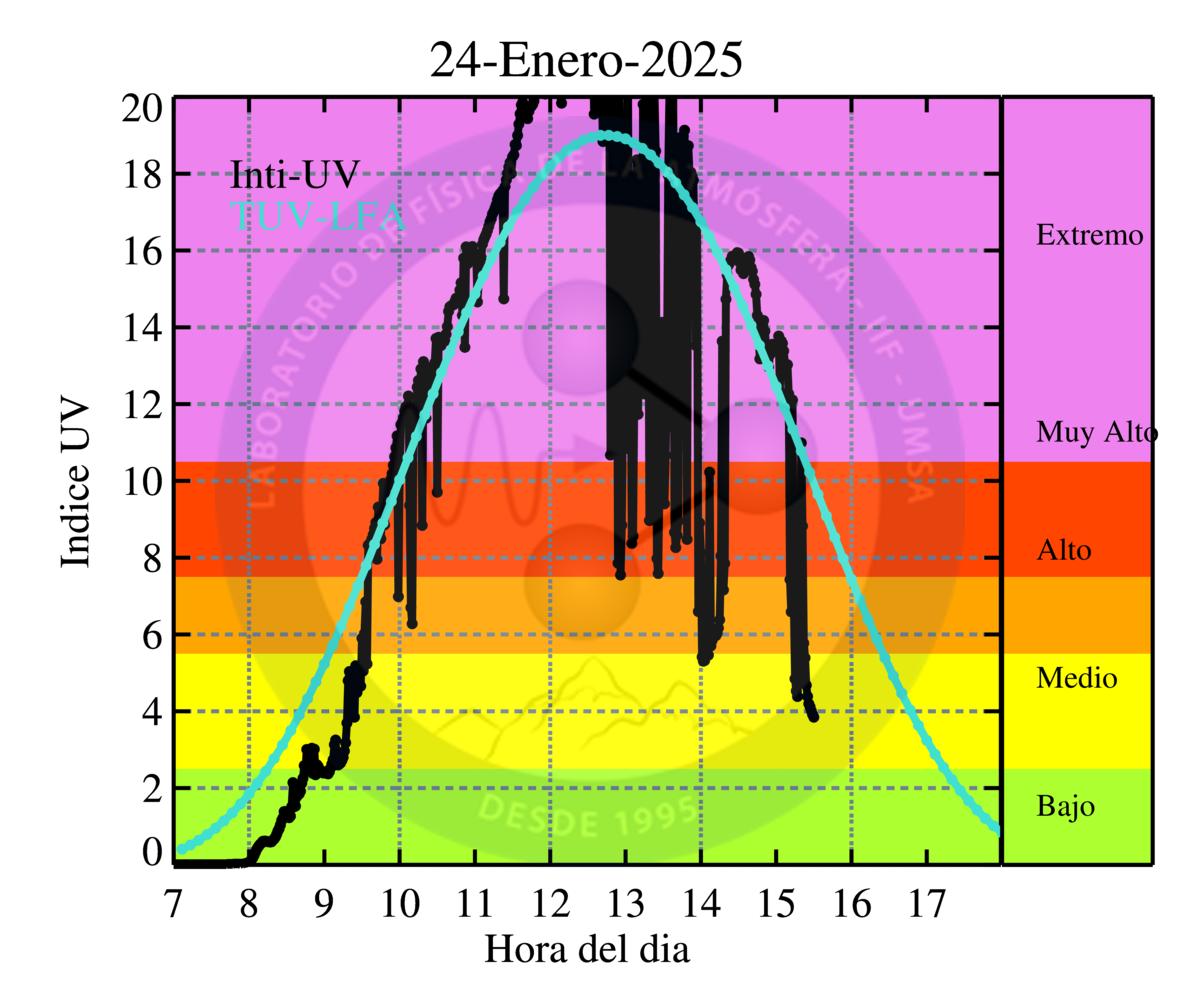 24-Enero-2025
20
18
16
14
12
10
8
6
4
2
0
Indice UV
Inti-UV
TUV-LFA
LABORATORIO DE FÍSICA DE LA ATMÓSFERA - IIF - UMSA
DESDE 1995
Extremo
Muy Alto
Alto
Medio
Bajo
7 8 9 10 11 12 13 14 15 16 17
Hora del dia